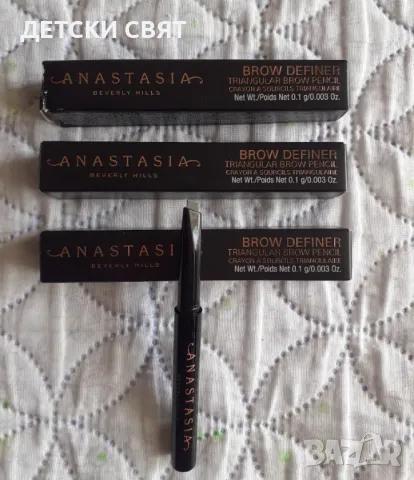 ДЕТСКИ СВЯТ
ANASTASIA
BEVERLY HILLS
BROW DEFINER
TRIANGULAR BROW PENCIL
CRAYON A SOURCILS TRIANGULAIRE
Net Wt./Poids Net 0.1 g/0.003 Oz.
ANASTASIA
BEVERLY HILLS
BROW DEFINER
TRIANGULAR BROW PENCIL
CRAYON A SOURCILS TRIANGULAIRE
Net Wt./Poids Net 0.1 g/0.003 Oz.
ANASTASIA
BEVERLY HILLS
BROW DEFINER
TRIANGULAR BROW PENCIL
CRAYON A SOURCILS TRIANGULAIRE
Net Wt./Poids Net 0.1 g/0.003 Oz.
ANASTASIA
bazar
БГ